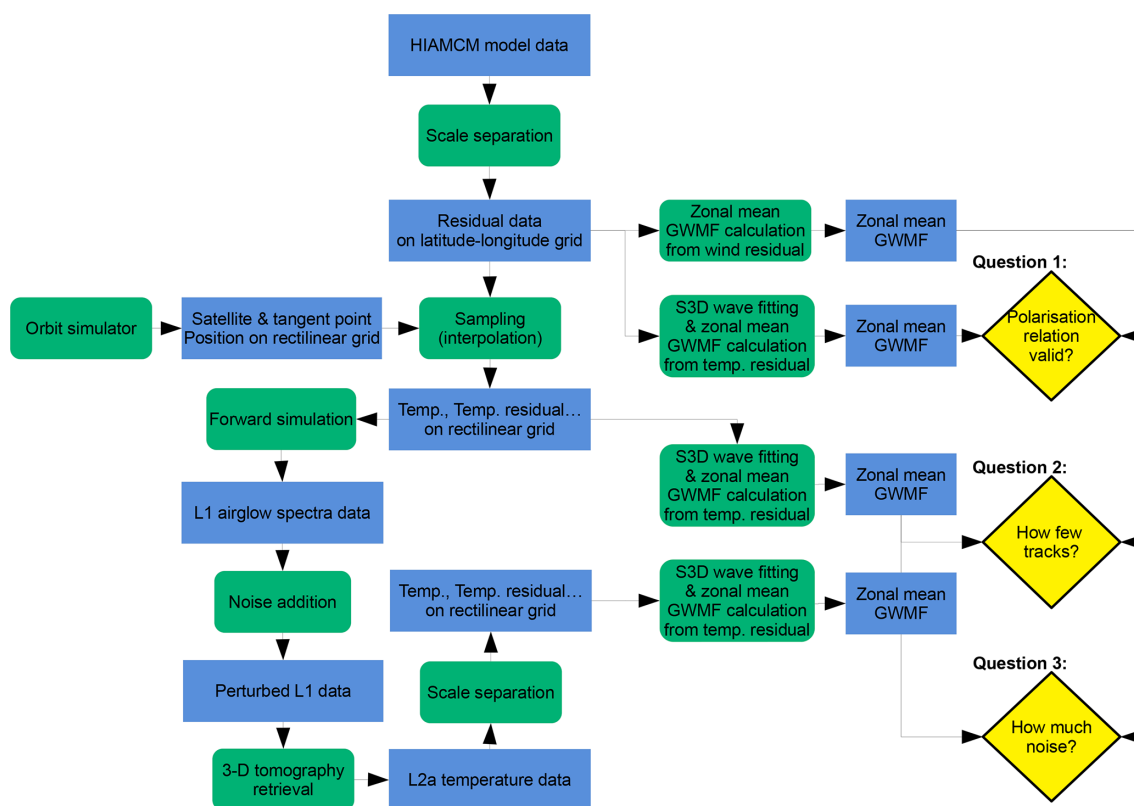 HIAMCM model data
Scale separation
Residual data
on latitude-longitude grid
Zonal mean
GWMF calculation
from wind residual
Zonal mean
GWMF
Question 1:
Orbit simulator
Satellite & tangent point
Position on rectilinear grid
Sampling
(interpolation)
S3D wave fitting
& zonal mean
GWMF calculation
from temp. residual
Zonal mean
GWMF
Polarisation
relation
valid?
Forward simulation
Temp., Temp. residual…
on rectilinear grid
S3D wave fitting
& zonal mean
GWMF calculation
from temp. residual
Zonal mean
GWMF
Question 2:
How few
tracks?
L1 airglow spectra data
Noise addition
Temp., Temp. residual…
on rectilinear grid
S3D wave fitting
& zonal mean
GWMF calculation
from temp. residual
Zonal mean
GWMF
Question 3:
How much
noise?
Perturbed L1 data
Scale separation
3-D tomography
retrieval
L2a temperature data